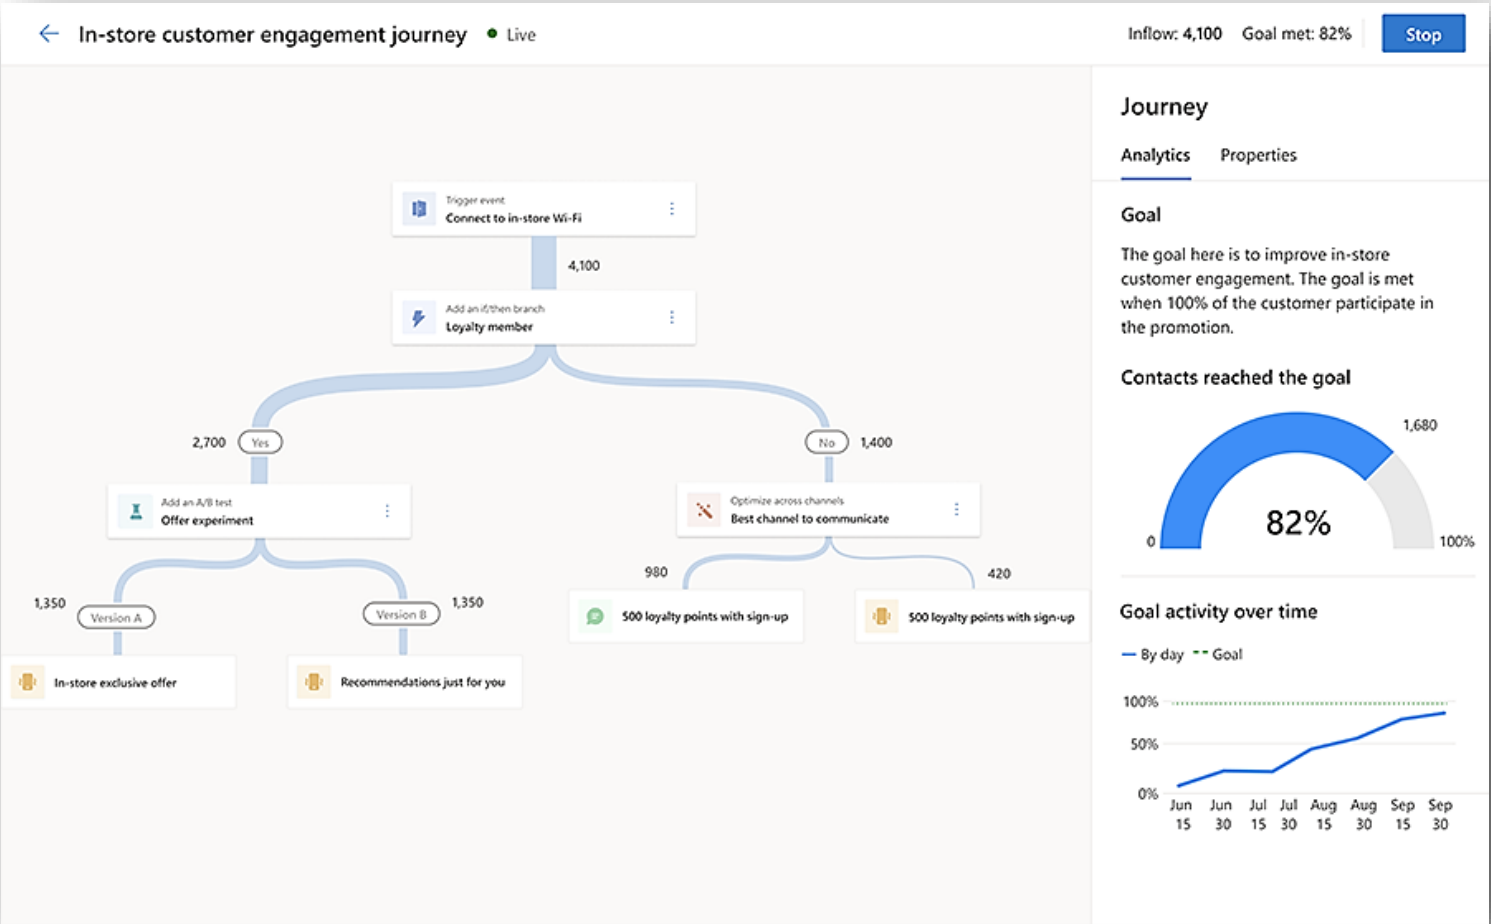 In-store customer engagement journey
Live
Inflow: 4,100
Goal met: 82%
Stop
Trigger event
Connect to in-store Wi-Fi
4,100
Add an if/then branch
Loyalty member
2,700
Yes
No
1,400
Add an A/B test
Offer experiment
Optimize across channels
Best channel to communicate
1,350
Version A
Version B
1,350
980
420
500 loyalty points with sign-up
500 loyalty points with sign-up
In-store exclusive offer
Recommendations just for you
Journey
Analytics
Properties
Goal
The goal here is to improve in-store
customer engagement. The goal is met
when 100% of the customer participate in
the promotion.
Contacts reached the goal
1,680
82%
0
100%
Goal activity over time
By day
Goal
100%
50%
0%
Jun 15
Jun 30
Jul 15
Jul 30
Aug 15
Aug 30
Sep 15
Sep 30